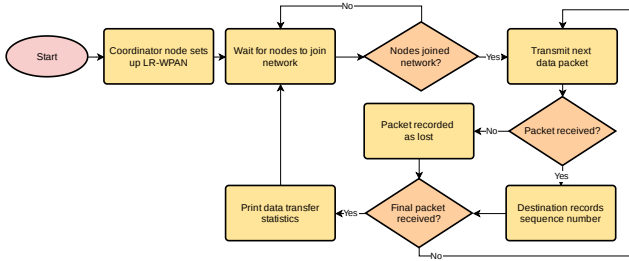 No
Start
Coordinator node sets
up LR-WPAN
Wait for nodes to join
network
Nodes joined
network?
Yes
Transmit next
data packet
Packet recorded
as lost
No
Packet received?
Yes
Print data transfer
statistics
Yes
Final packet
received?
Destination records
sequence number
No